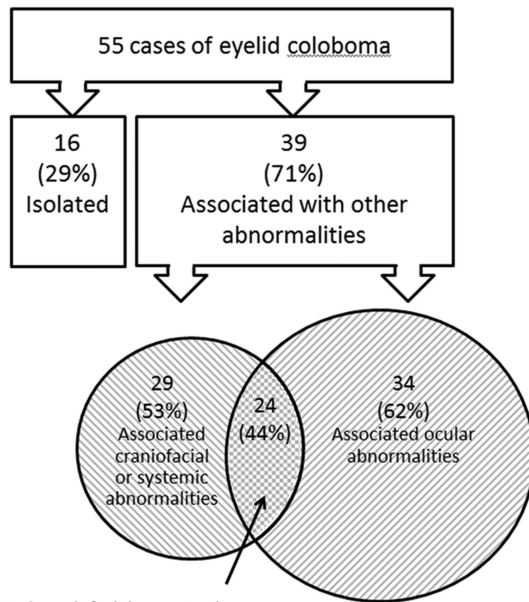 55 cases of eyelid coloboma
16
(29%)
Isolated
39
(71%)
Associated with other
abnormalities
29
(53%)
Associated
craniofacial
or systemic
abnormalities
24
(44%)
34
(62%)
Associated ocular
abnormalities